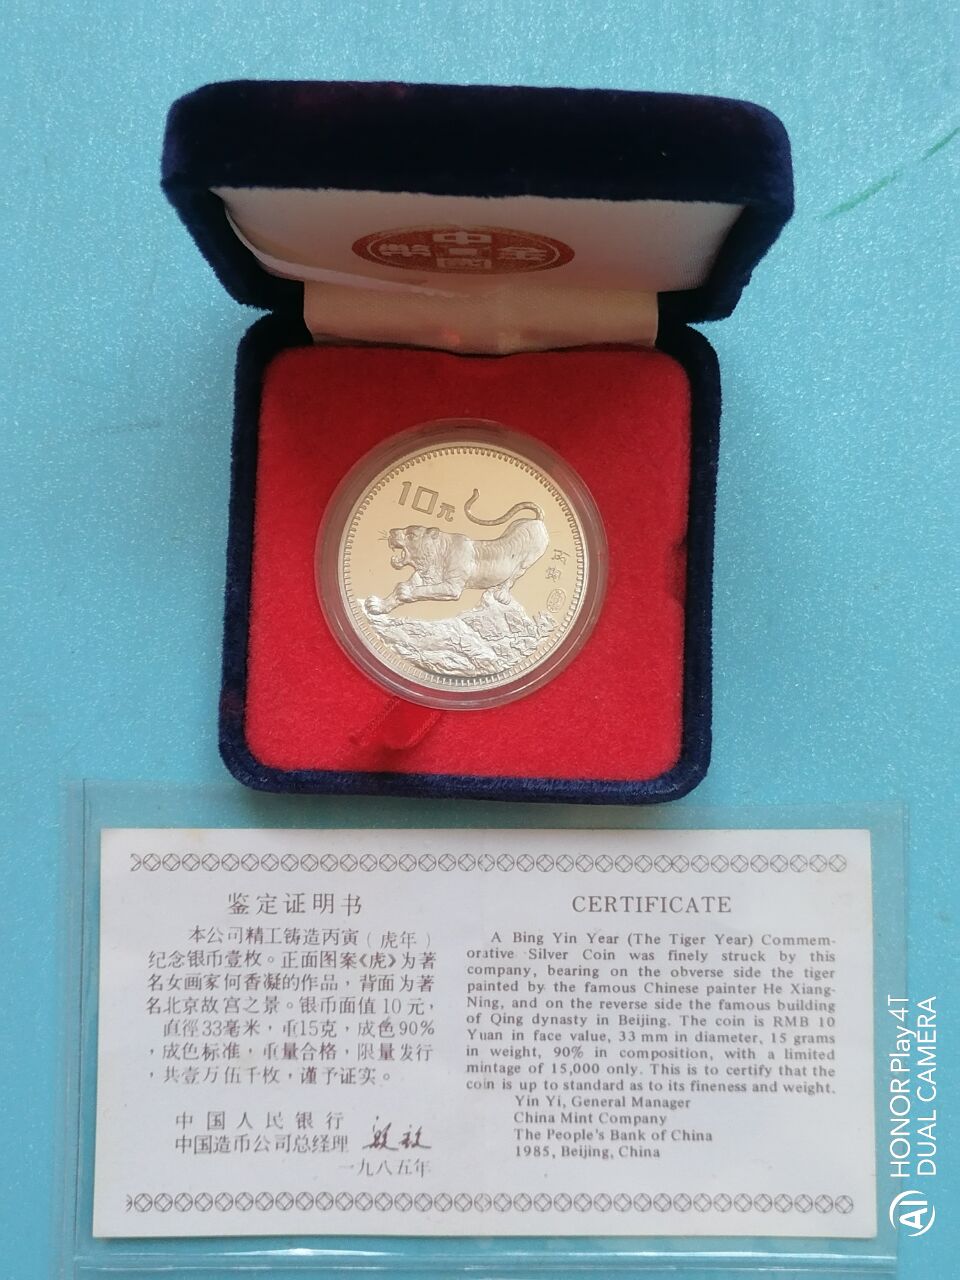 中國
造幣
10元
鉴定证明书
本公司精工铸造丙寅(虎年)
纪念银币壹枚。正面图案《虎》为著
名女画家何香凝的作品,背面为著
名北京故宫之景。银币面值10元,
直徑33毫米,重15克,成色90%
,成色标准,重量合格,限量发行
,共壹万伍千枚,谨予证实。
中国人民银行
中国造币公司总经理
一九八五年
CERTIFICATE
A Bing Yin Year (The Tiger Year) Commem-
orative Silver Coin was finely struck by this
company, bearing on the obverse side the tiger
painted by the famous Chinese painter He Xiang-
Ning, and on the reverse side the famous building
of Qing dynasty in Beijing. The coin is RMB 10
Yuan in face value, 33 mm in diameter, 15 grams
in weight, 90% in composition, with a limited
mintage of 15,000 only. This is to certify that the
coin is up to standard as to its fineness and weight.
Yin Yi, General Manager
China Mint Company
The People's Bank of China
1985, Beijing, China
HONOR Play4T
DUAL CAMERA
AI